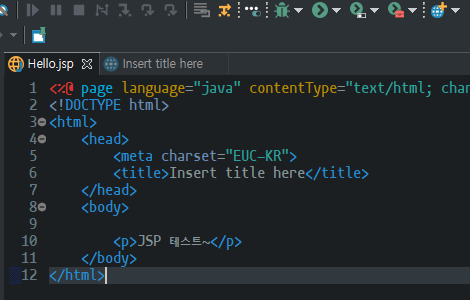 Hello.jsp Insert title here
1 <%@ page language="java" contentType="text/html; char
2 <!DOCTYPE html>
3 <html>
4 <head>
5 <meta charset="EUC-KR">
6 <title>Insert title here</title>
7 </head>
8 <body>
9
10 <p>JSP 테스트~</p>
11 </body>
12 </html>